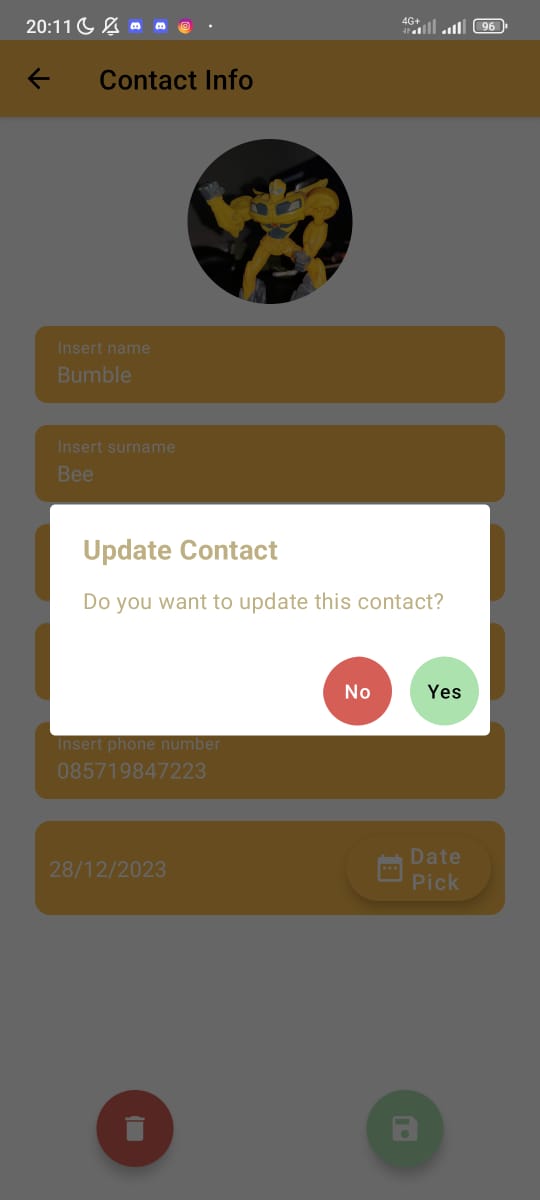 20:11
4G+
96
Contact Info
Insert name
Bumble
Insert surname
Bee
Update Contact
Do you want to update this contact?
No
Yes
Insert phone number
085719847223
28/12/2023
Date
Pick